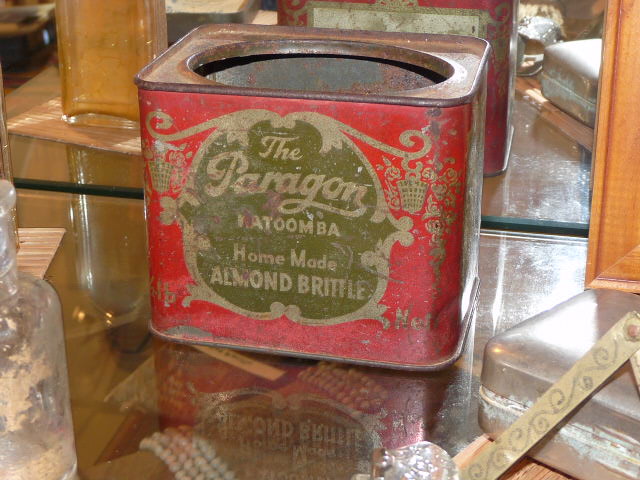 The
Paragon
KATOOMBA
Home Made
ALMOND BRITTLE
Net